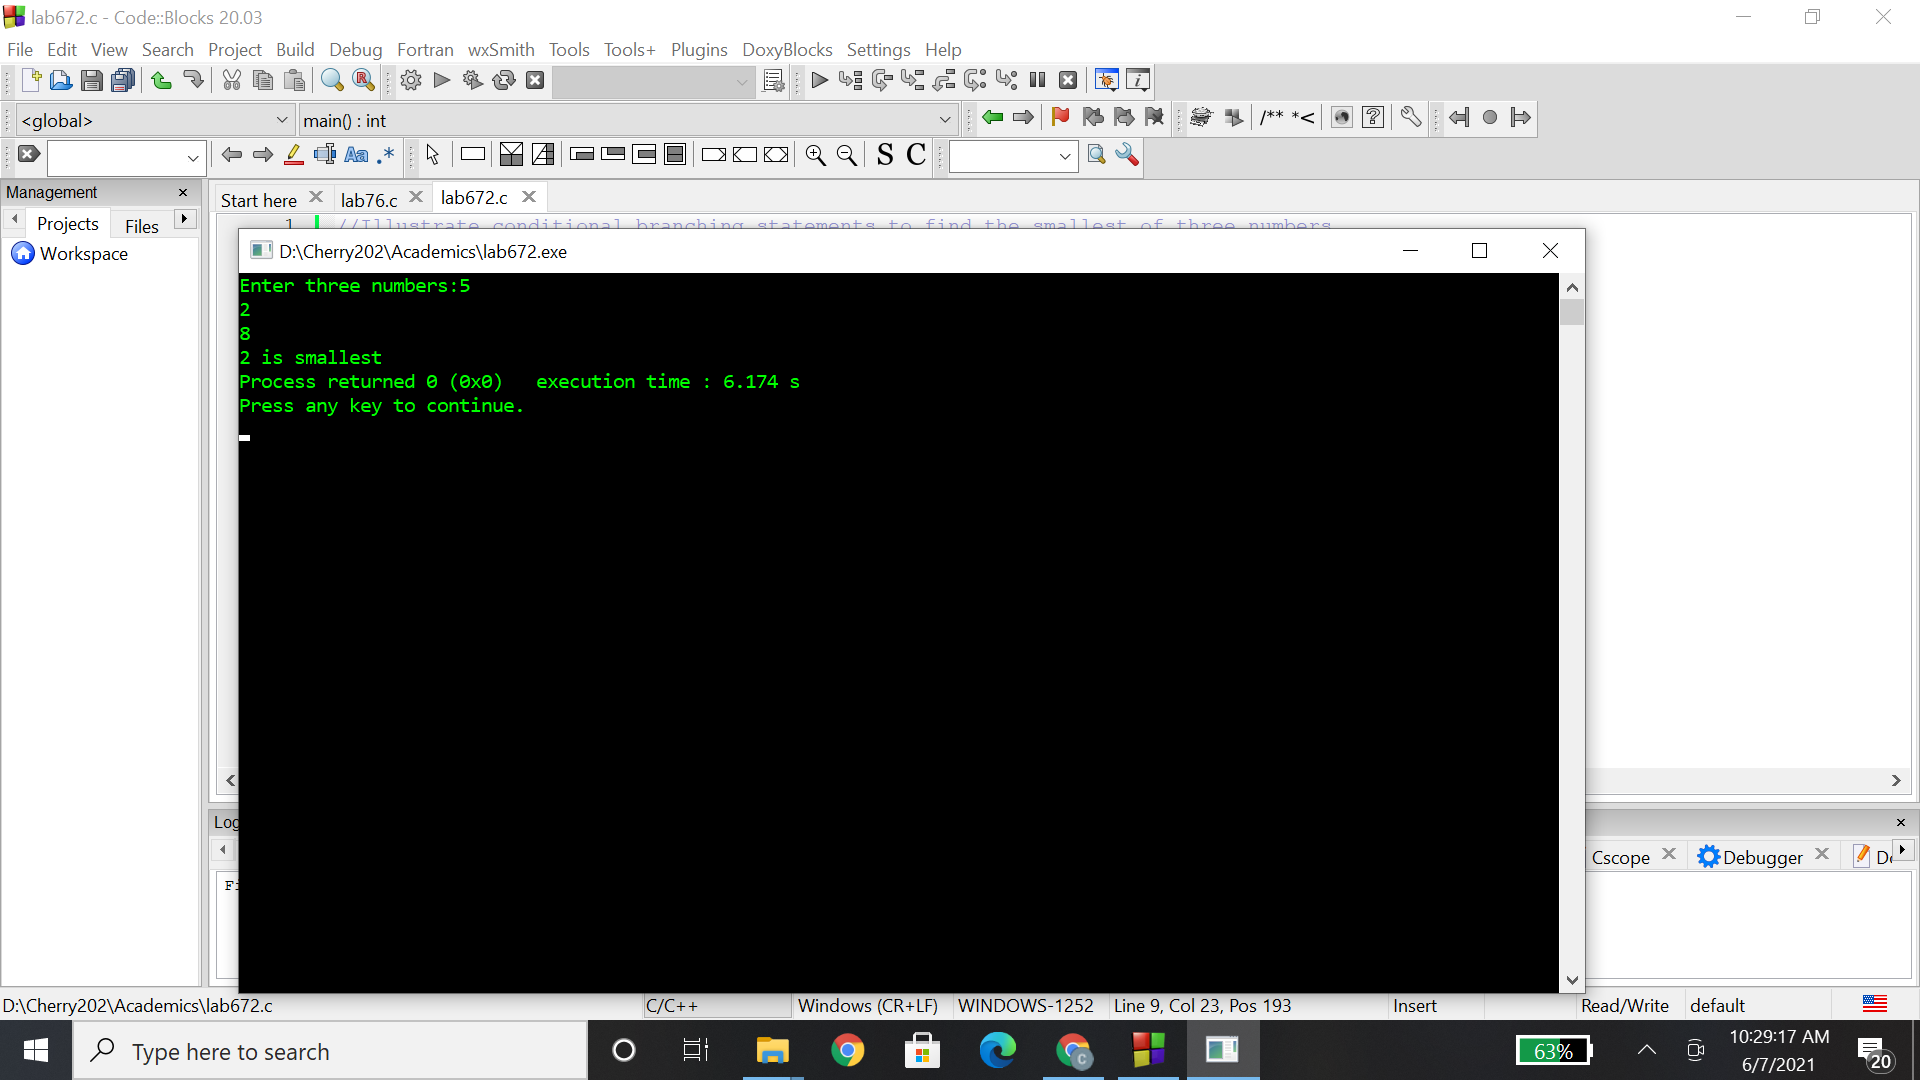 lab672.c - Code::Blocks 20.03
File Edit View Search Project Build Debug Fortran wxSmith Tools Tools+ Plugins DoxyBlocks Settings Help
<global> main() : int /** *<
Aa .* S C
Management
Start here lab76.c lab672.c
Projects Files
1 //Illustrate conditional branching statements to find the smallest of three numbers
Workspace
D:\Cherry202\Academics\lab672.exe
Enter three numbers:5
2
8
2 is smallest
Process returned 0 (0x0) execution time : 6.174 s
Press any key to continue.
Log
Cscope Debugger
D:\Cherry202\Academics\lab672.c C/C++ Windows (CR+LF) WINDOWS-1252 Line 9, Col 23, Pos 193 Insert Read/Write default
Type here to search
63%
10:29:17 AM
6/7/2021
20